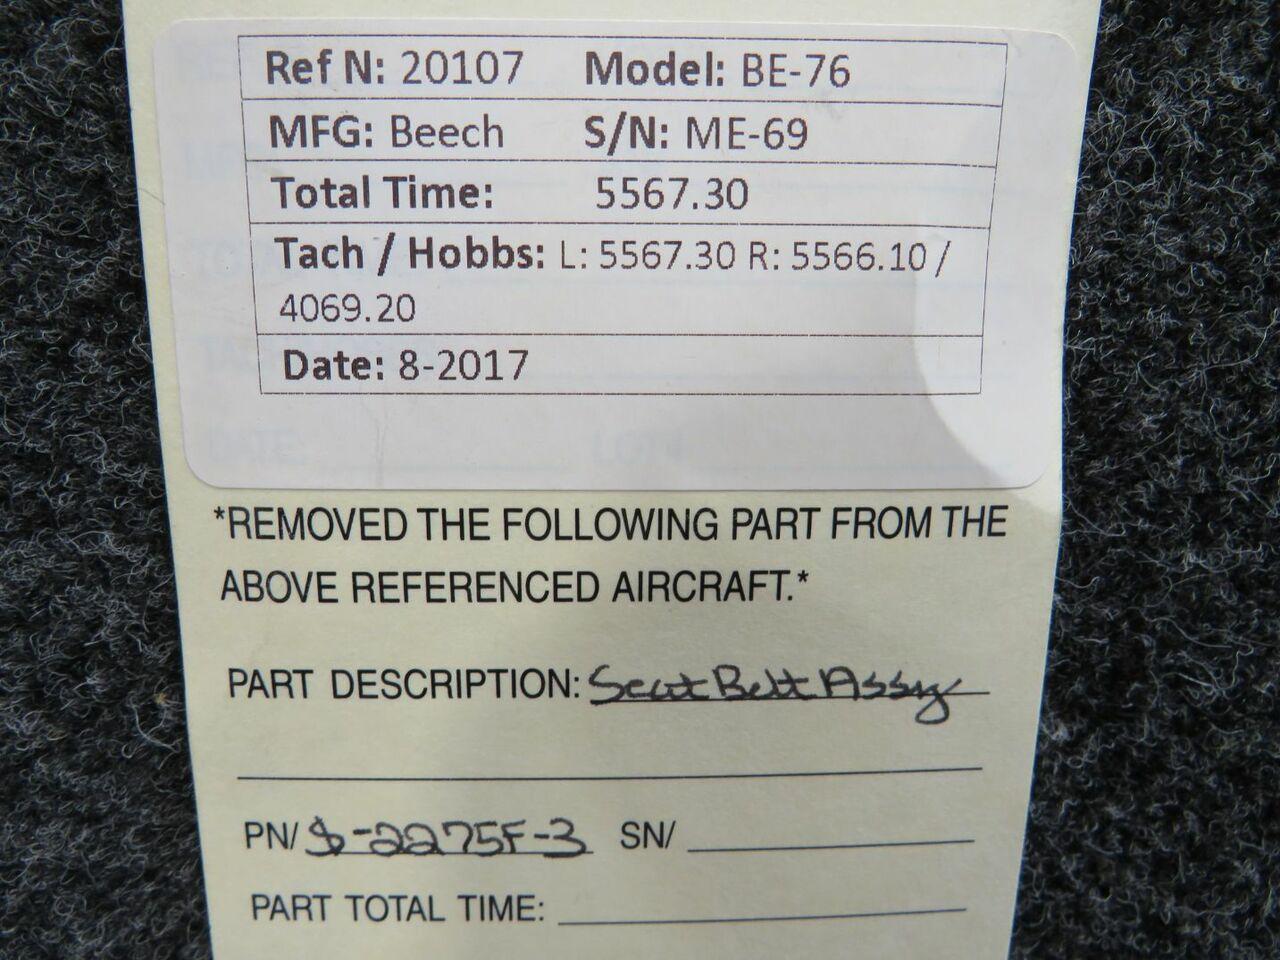 Ref N: 20107 Model: BE-76
MFG: Beech S/N: ME-69
Total Time: 5567.30
Tach / Hobbs: L: 5567.30 R: 5566.10 /
4069.20
Date: 8-2017
DATE: LOT#
*REMOVED THE FOLLOWING PART FROM THE
ABOVE REFERENCED AIRCRAFT.*
PART DESCRIPTION: Seat Belt Assy
PN/ S-2275F-3 SN/
PART TOTAL TIME: